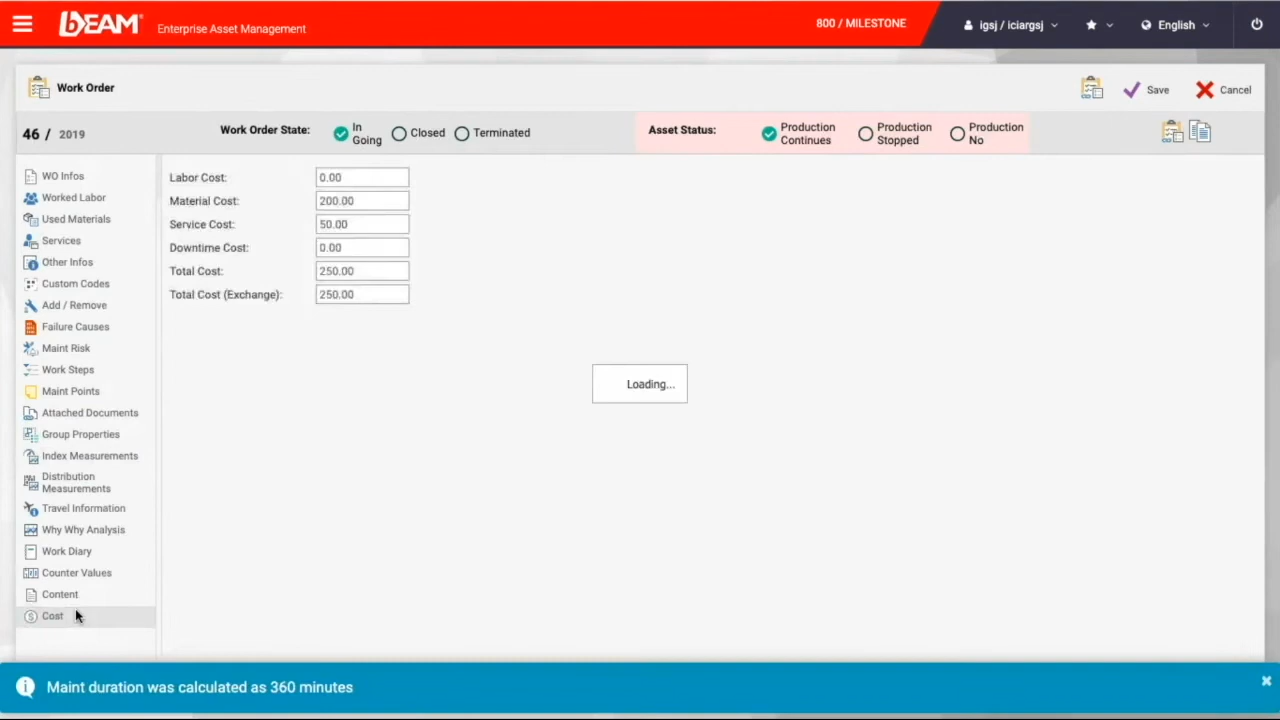 bEAM
Enterprise Asset Management
800 / MILESTONE
igsj / iciargsj
English
Work Order
Save
Cancel
46 / 2019
Work Order State:
In Going
Closed
Terminated
Asset Status:
Production Continues
Production Stopped
Production No
WO Infos
Worked Labor
Used Materials
Services
Other Infos
Custom Codes
Add / Remove
Failure Causes
Maint Risk
Work Steps
Maint Points
Attached Documents
Group Properties
Index Measurements
Distribution
Measurements
Travel Information
Why Why Analysis
Work Diary
Counter Values
Content
Cost
Labor Cost: 0.00
Material Cost: 200.00
Service Cost: 50.00
Downtime Cost: 0.00
Total Cost: 250.00
Total Cost (Exchange): 250.00
Loading...
Maint duration was calculated as 360 minutes